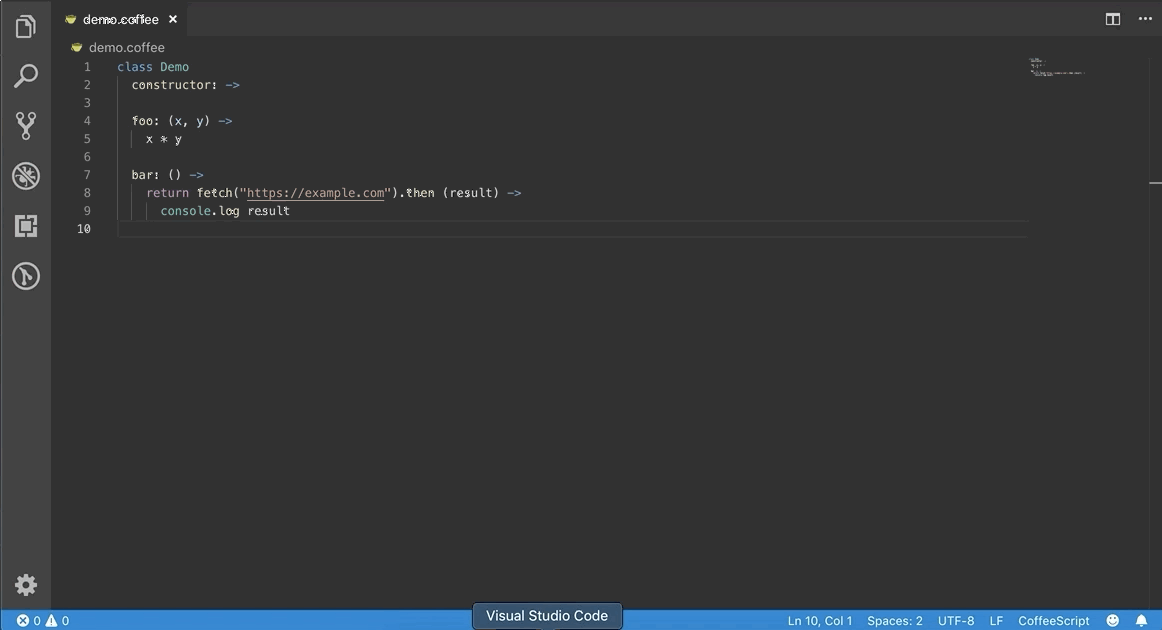 demo.coffee ×
demo.coffee
1 class Demo
2   constructor: ->
3
4   foo: (x, y) ->
5     x * y
6
7   bar: () ->
8     return fetch("https://example.com").then (result) ->
9       console.log result
10
0 0 Visual Studio Code Ln 10, Col 1 Spaces: 2 UTF-8 LF CoffeeScript